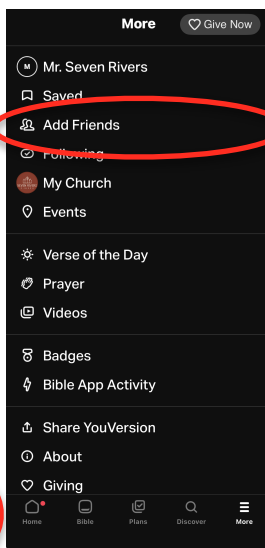 More
Give Now
M Mr. Seven Rivers
Saved
Add Friends
Following
My Church
Events
Verse of the Day
Prayer
Videos
Badges
Bible App Activity
Share YouVersion
About
Giving
Home Bible Plans Discover More